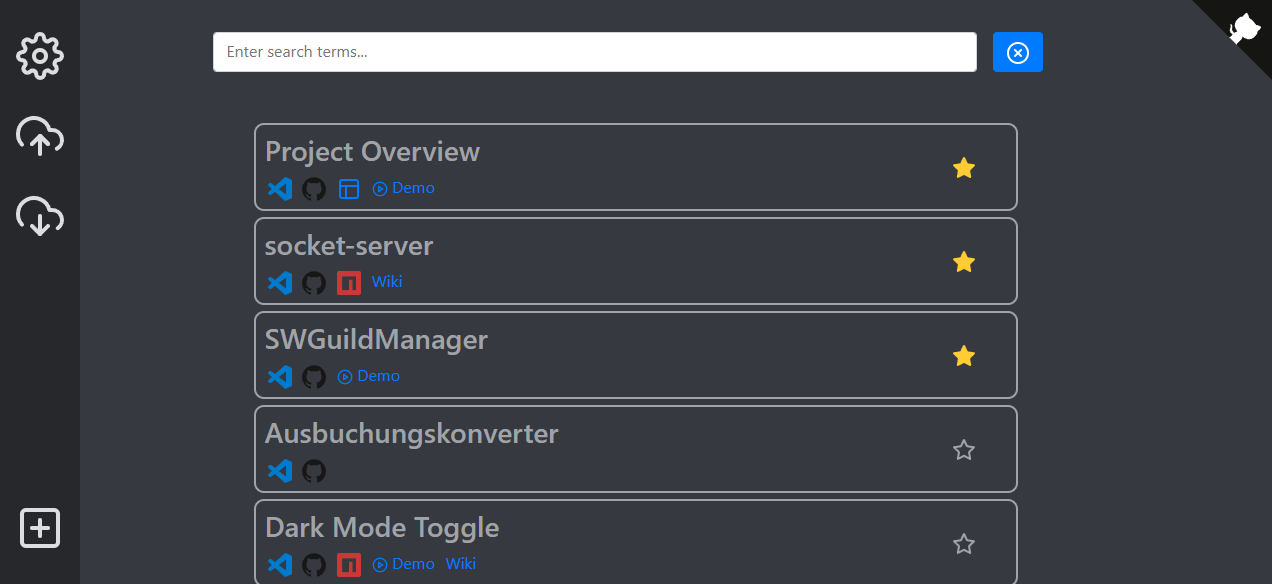 Enter search terms...
Project Overview
Demo
socket-server
Wiki
SWGuildManager
Demo
Ausbuchungskonverter
Dark Mode Toggle
Demo Wiki